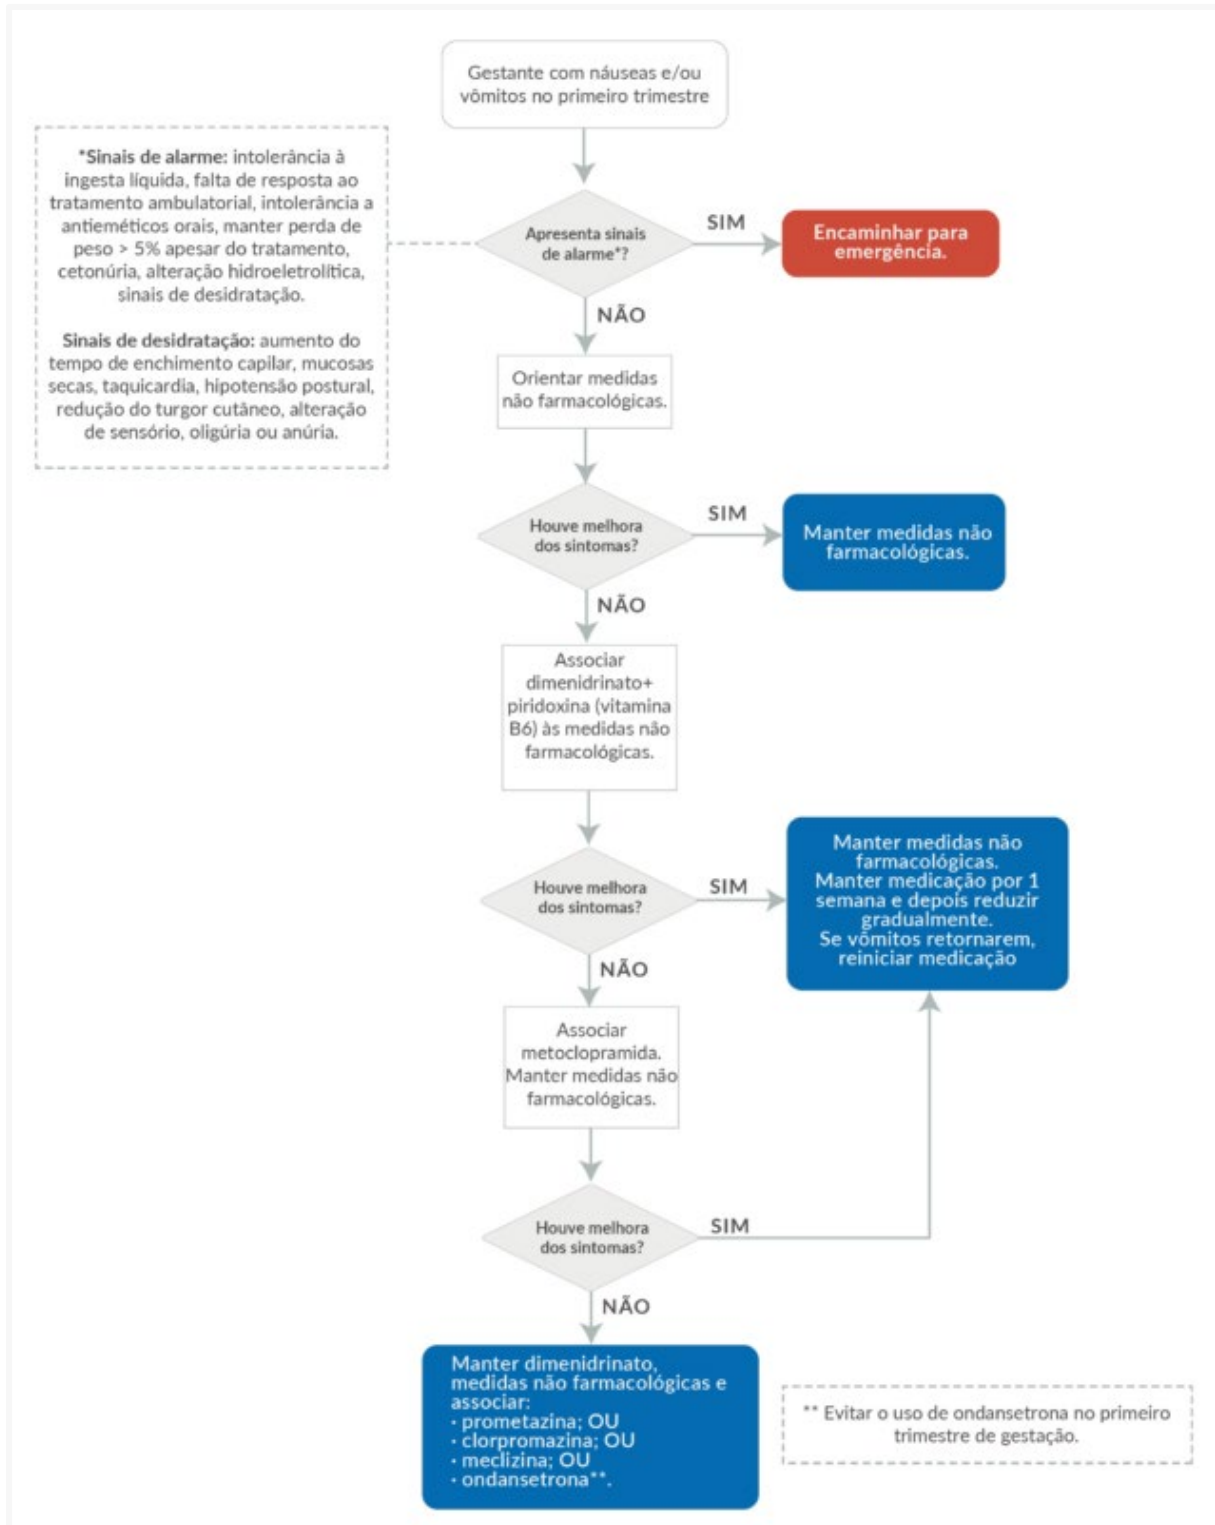 Gestante com náuseas e/ou
vômitos no primeiro trimestre
*Sinais de alarme: intolerância à
ingesta líquida, falta de resposta ao
tratamento ambulatorial, intolerância a
antieméticos orais, manter perda de
peso > 5% apesar do tratamento,
cetonúria, alteração hidroeletrolítica,
sinais de desidratação.
Sinais de desidratação: aumento do
tempo de enchimento capilar, mucosas
secas, taquicardia, hipotensão postural,
redução do turgor cutâneo, alteração
de sensório, oligúria ou anúria.
Apresenta sinais
de alarme*?
SIM
Encaminhar para
emergência.
NÃO
Orientar medidas
não farmacológicas.
Houve melhora
dos sintomas?
SIM
Manter medidas não
farmacológicas.
NÃO
Associar
dimenidrinato+
piridoxina (vitamina
B6) às medidas não
farmacológicas.
Houve melhora
dos sintomas?
SIM
Manter medidas não
farmacológicas.
Manter medicação por 1
semana e depois reduzir
gradualmente.
Se vômitos retornarem,
reiniciar medicação
NÃO
Associar
metoclopramida.
Manter medidas não
farmacológicas.
Houve melhora
dos sintomas?
SIM
NÃO
Manter dimenidrinato,
medidas não farmacológicas e
associar:
· prometazina; OU
· clorpromazina; OU
· meclizina; OU
· ondansetrona**.
** Evitar o uso de ondansetrona no primeiro
trimestre de gestação.